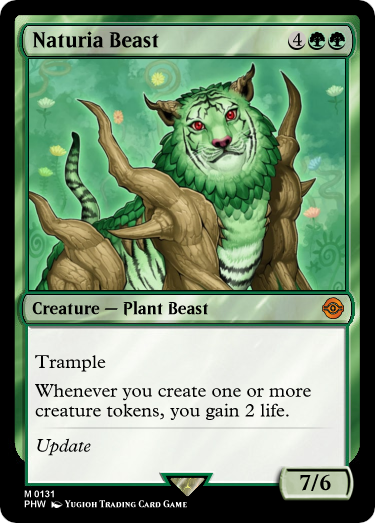 Naturia Beast 4
Creature — Plant Beast
Trample
Whenever you create one or more
creature tokens, you gain 2 life.
Update
7/6
M 0131
PHW Yugioh Trading Card Game